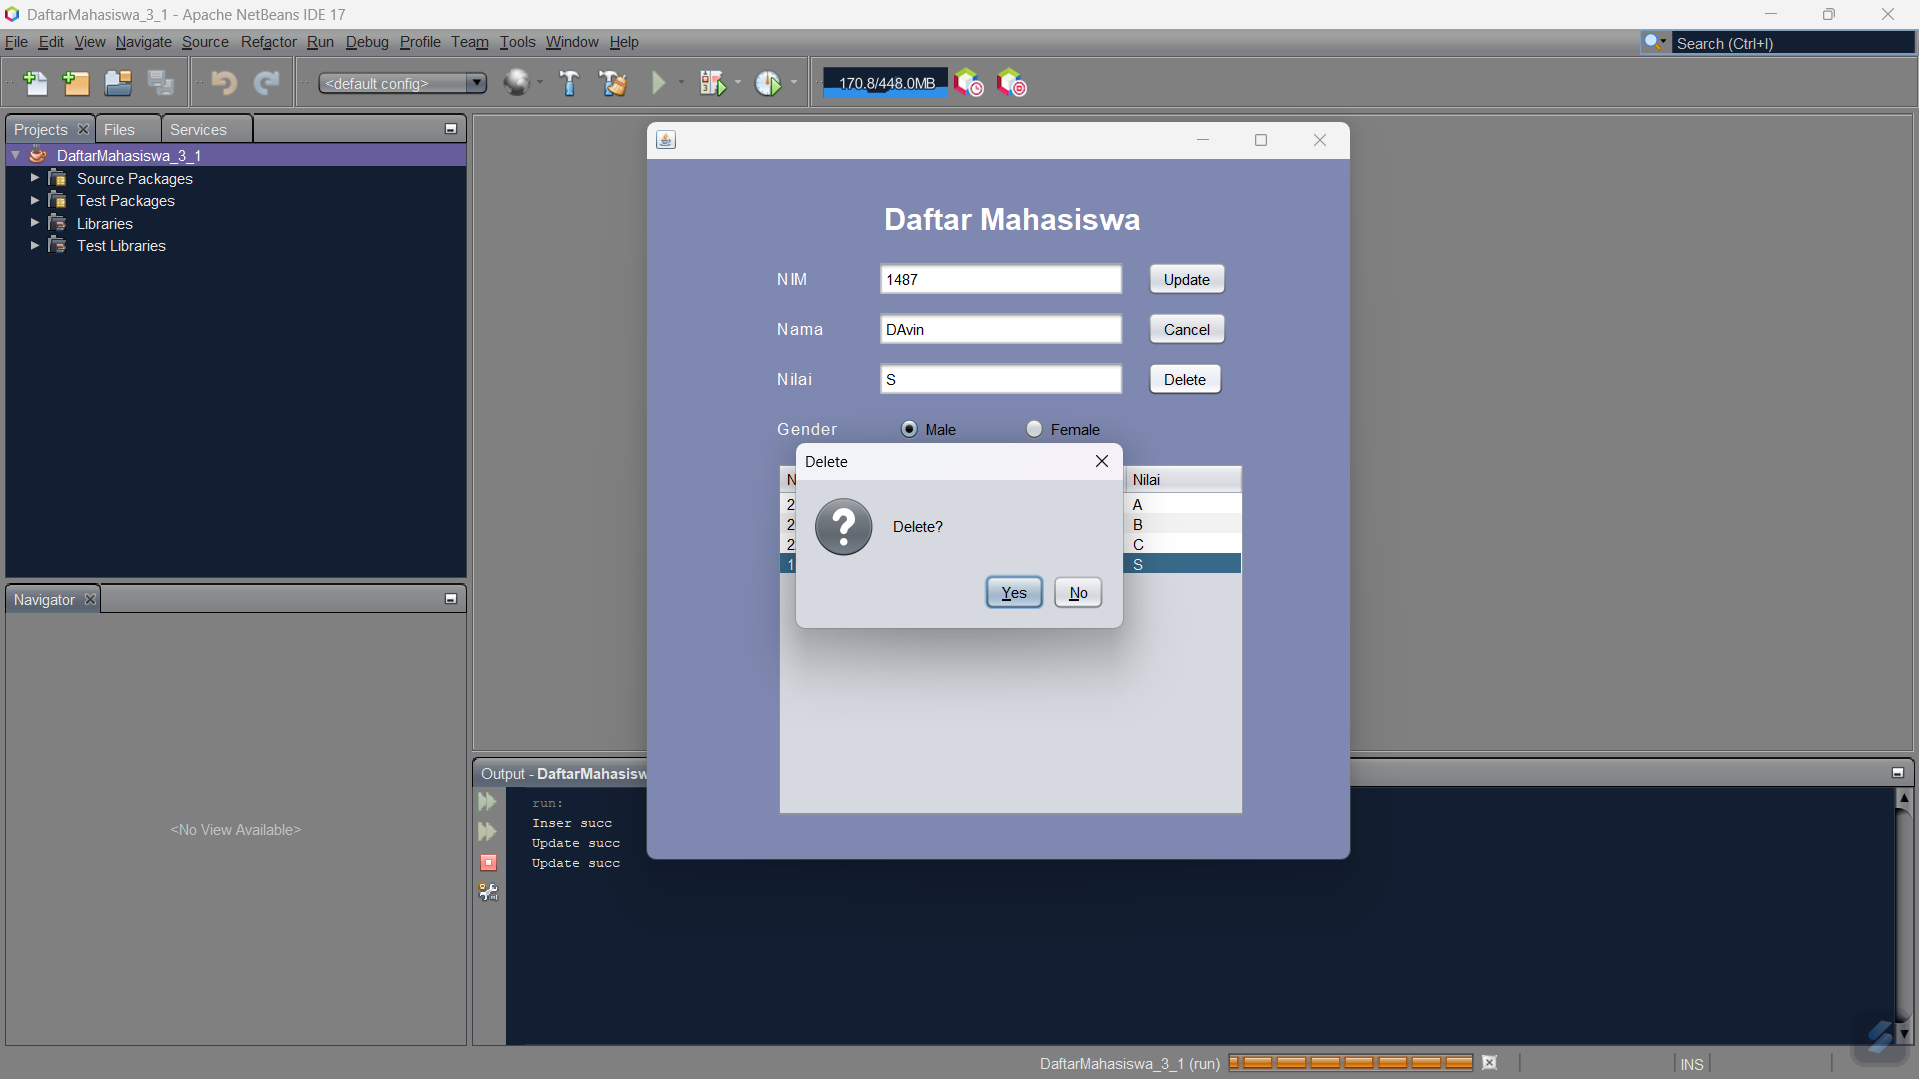 DaftarMahasiswa_3_1 - Apache NetBeans IDE 17
File Edit View Navigate Source Refactor Run Debug Profile Team Tools Window Help
Search (Ctrl+I)
<default config>
170.8/448.0MB
Projects Files Services
DaftarMahasiswa_3_1
Source Packages
Test Packages
Libraries
Test Libraries
Navigator
<No View Available>
Daftar Mahasiswa
NIM 1487 Update
Nama DAvin Cancel
Nilai S Delete
Gender Male Female
Delete
Delete?
Yes No
N Nilai
2 A
2 B
2 C
1 S
Output - DaftarMahasisw
run:
Inser succ
Update succ
Update succ
DaftarMahasiswa_3_1 (run)
INS